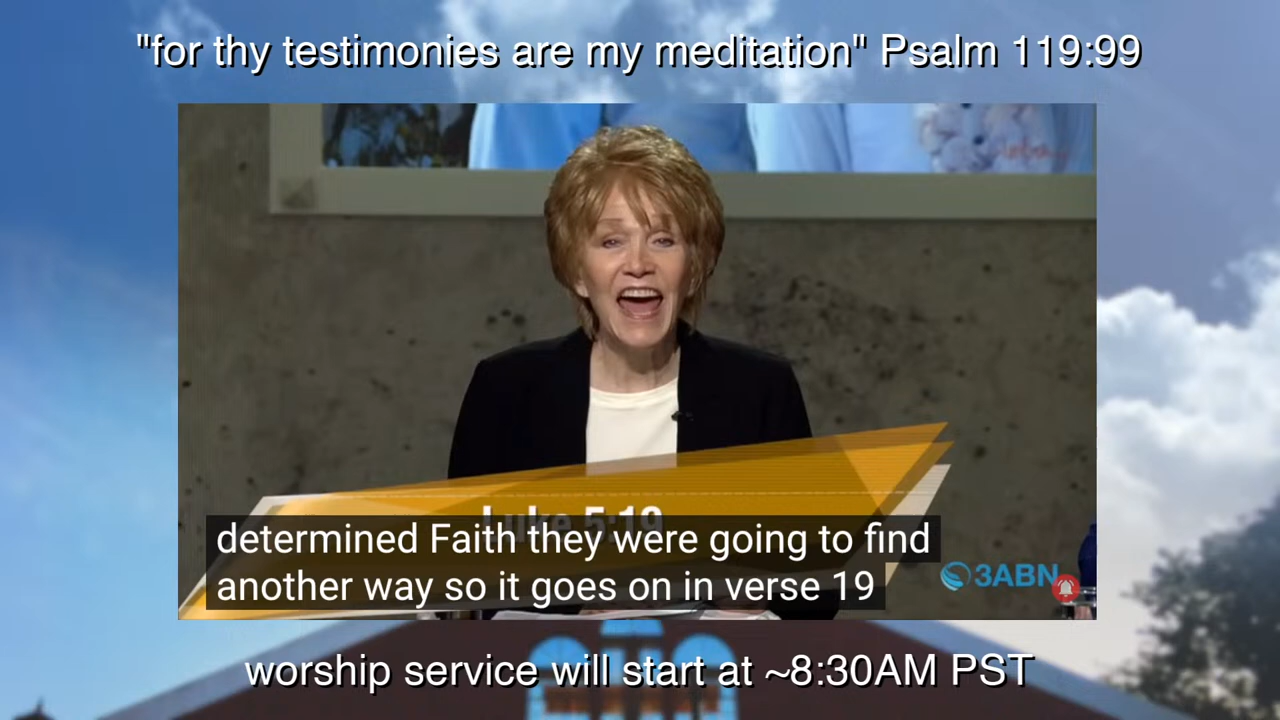 "for thy testimonies are my meditation" Psalm 119:99
Luke 5:19
determined Faith they were going to find
another way so it goes on in verse 19
3ABN
worship service will start at ~8:30AM PST